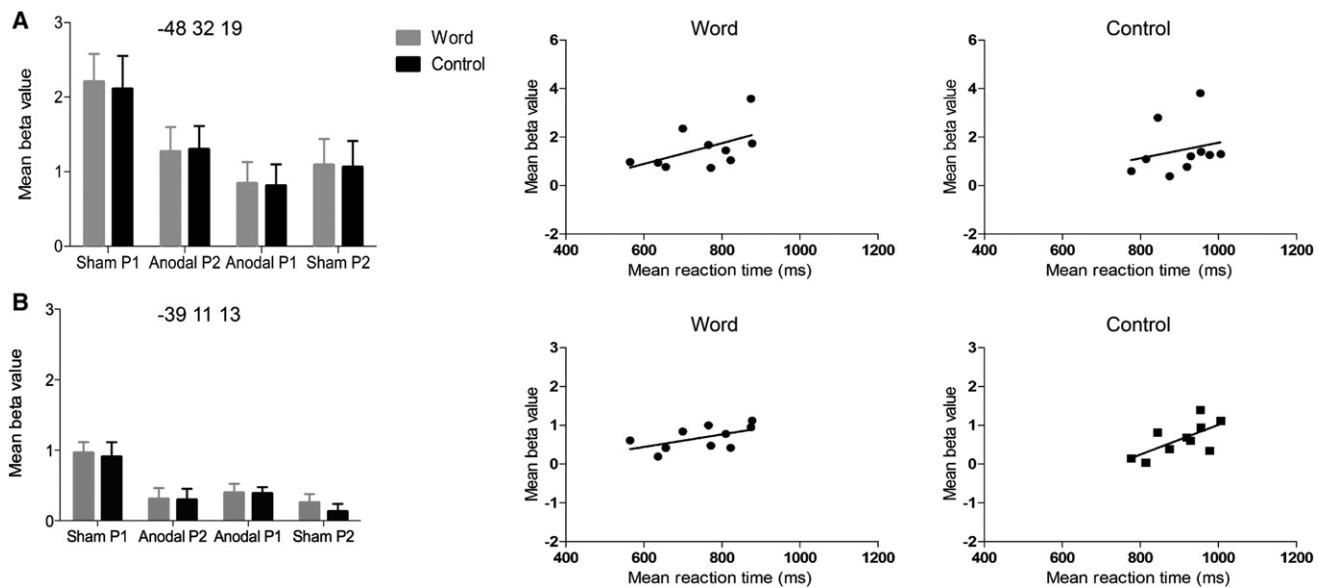 A
-48 32 19
Word
Control
Mean beta value
3
2
1
0
Sham P1 Anodal P2 Anodal P1 Sham P2
Word
Mean beta value
6
4
2
0
-2
400 600 800 1000 1200
Mean reaction time (ms)
Control
Mean beta value
6
4
2
0
-2
400 600 800 1000 1200
Mean reaction time (ms)
B
-39 11 13
Mean beta value
3
2
1
0
Sham P1 Anodal P2 Anodal P1 Sham P2
Word
Mean beta value
3
2
1
0
-1
-2
400 600 800 1000 1200
Mean reaction time (ms)
Control
Mean beta value
3
2
1
0
-1
-2
400 600 800 1000 1200
Mean reaction time (ms)